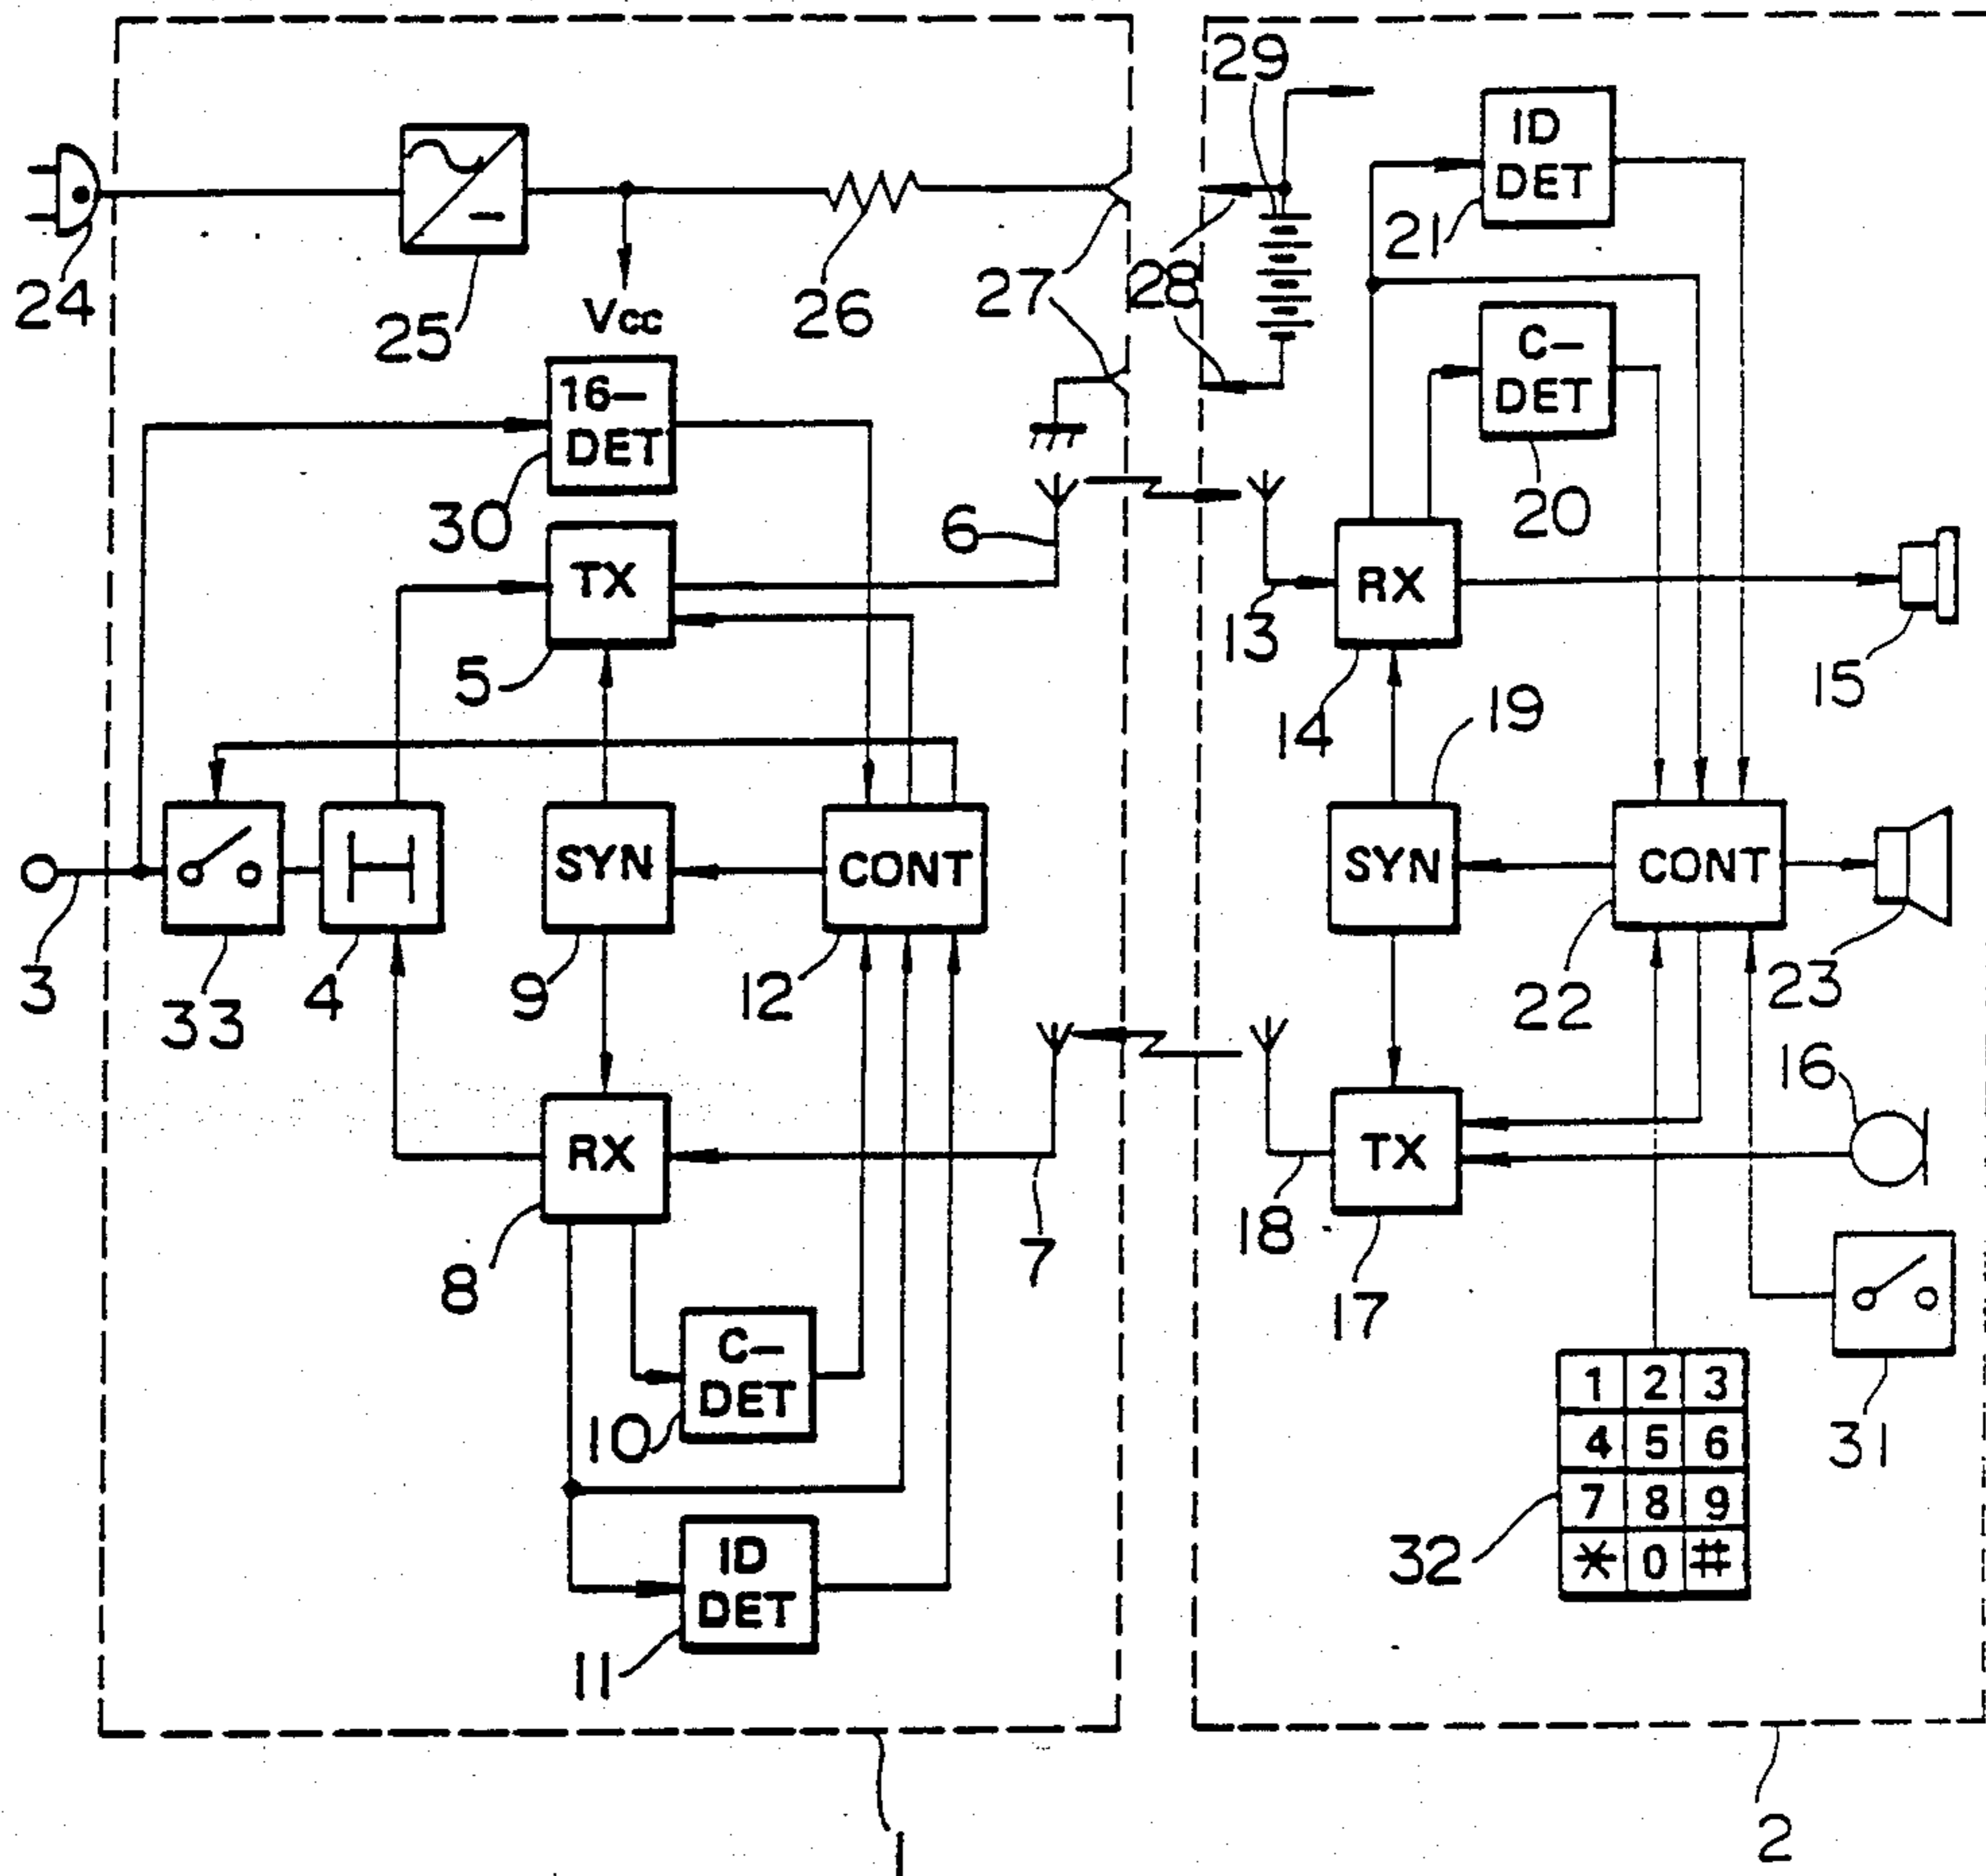 29
ID
DET
21
24
25
Vcc
26
27
28
C-
DET
20
16-
DET
30
6
TX
5
13
RX
14
15
19
3
33
4
SYN
9
CONT
12
SYN
CONT
22
23
16
RX
8
7
18
TX
17
31
C-
DET
10
1 2 3
4 5 6
7 8 9
* 0 #
32
ID
DET
11
1
2